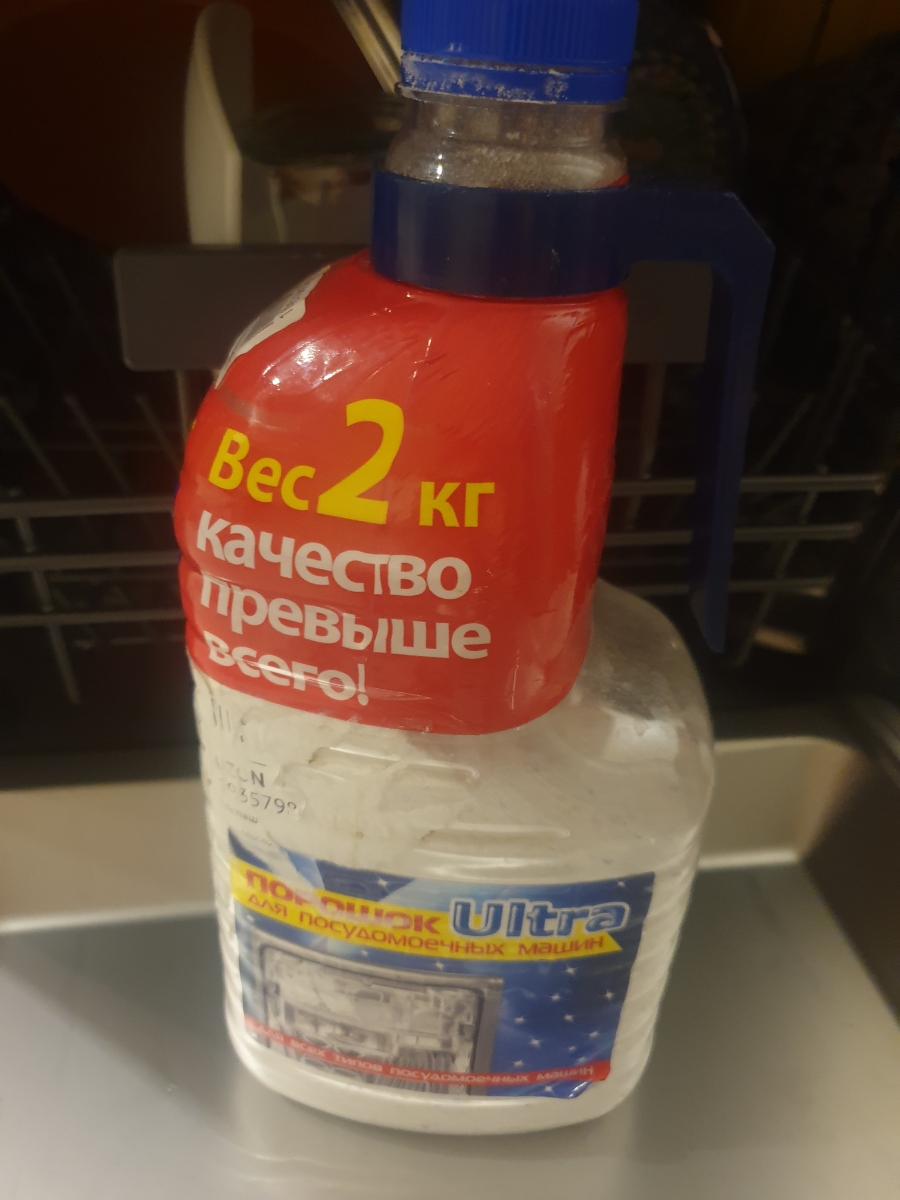 Вес 2 кг
качество
превыше
всего!
порошок Ultra
для посудомоечных машин
всех типов посудомоечных машин